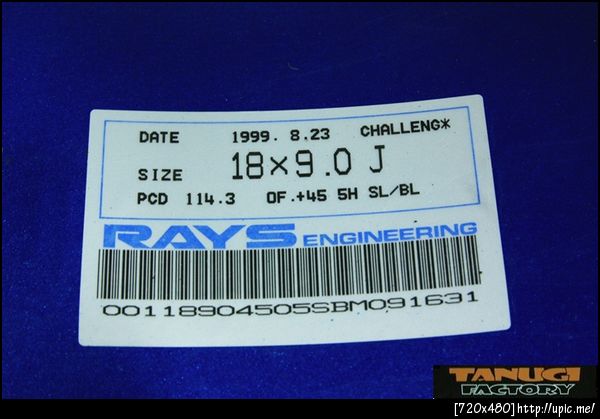 DATE 1999. 8.23 CHALLENG*
SIZE 18×9.0 J
PCD 114.3 OF.+45 5H SL/BL
RAYS ENGINEERING
00118904505SBM091631
TANUGI
FACTORY
[720x480]http://upic.me/